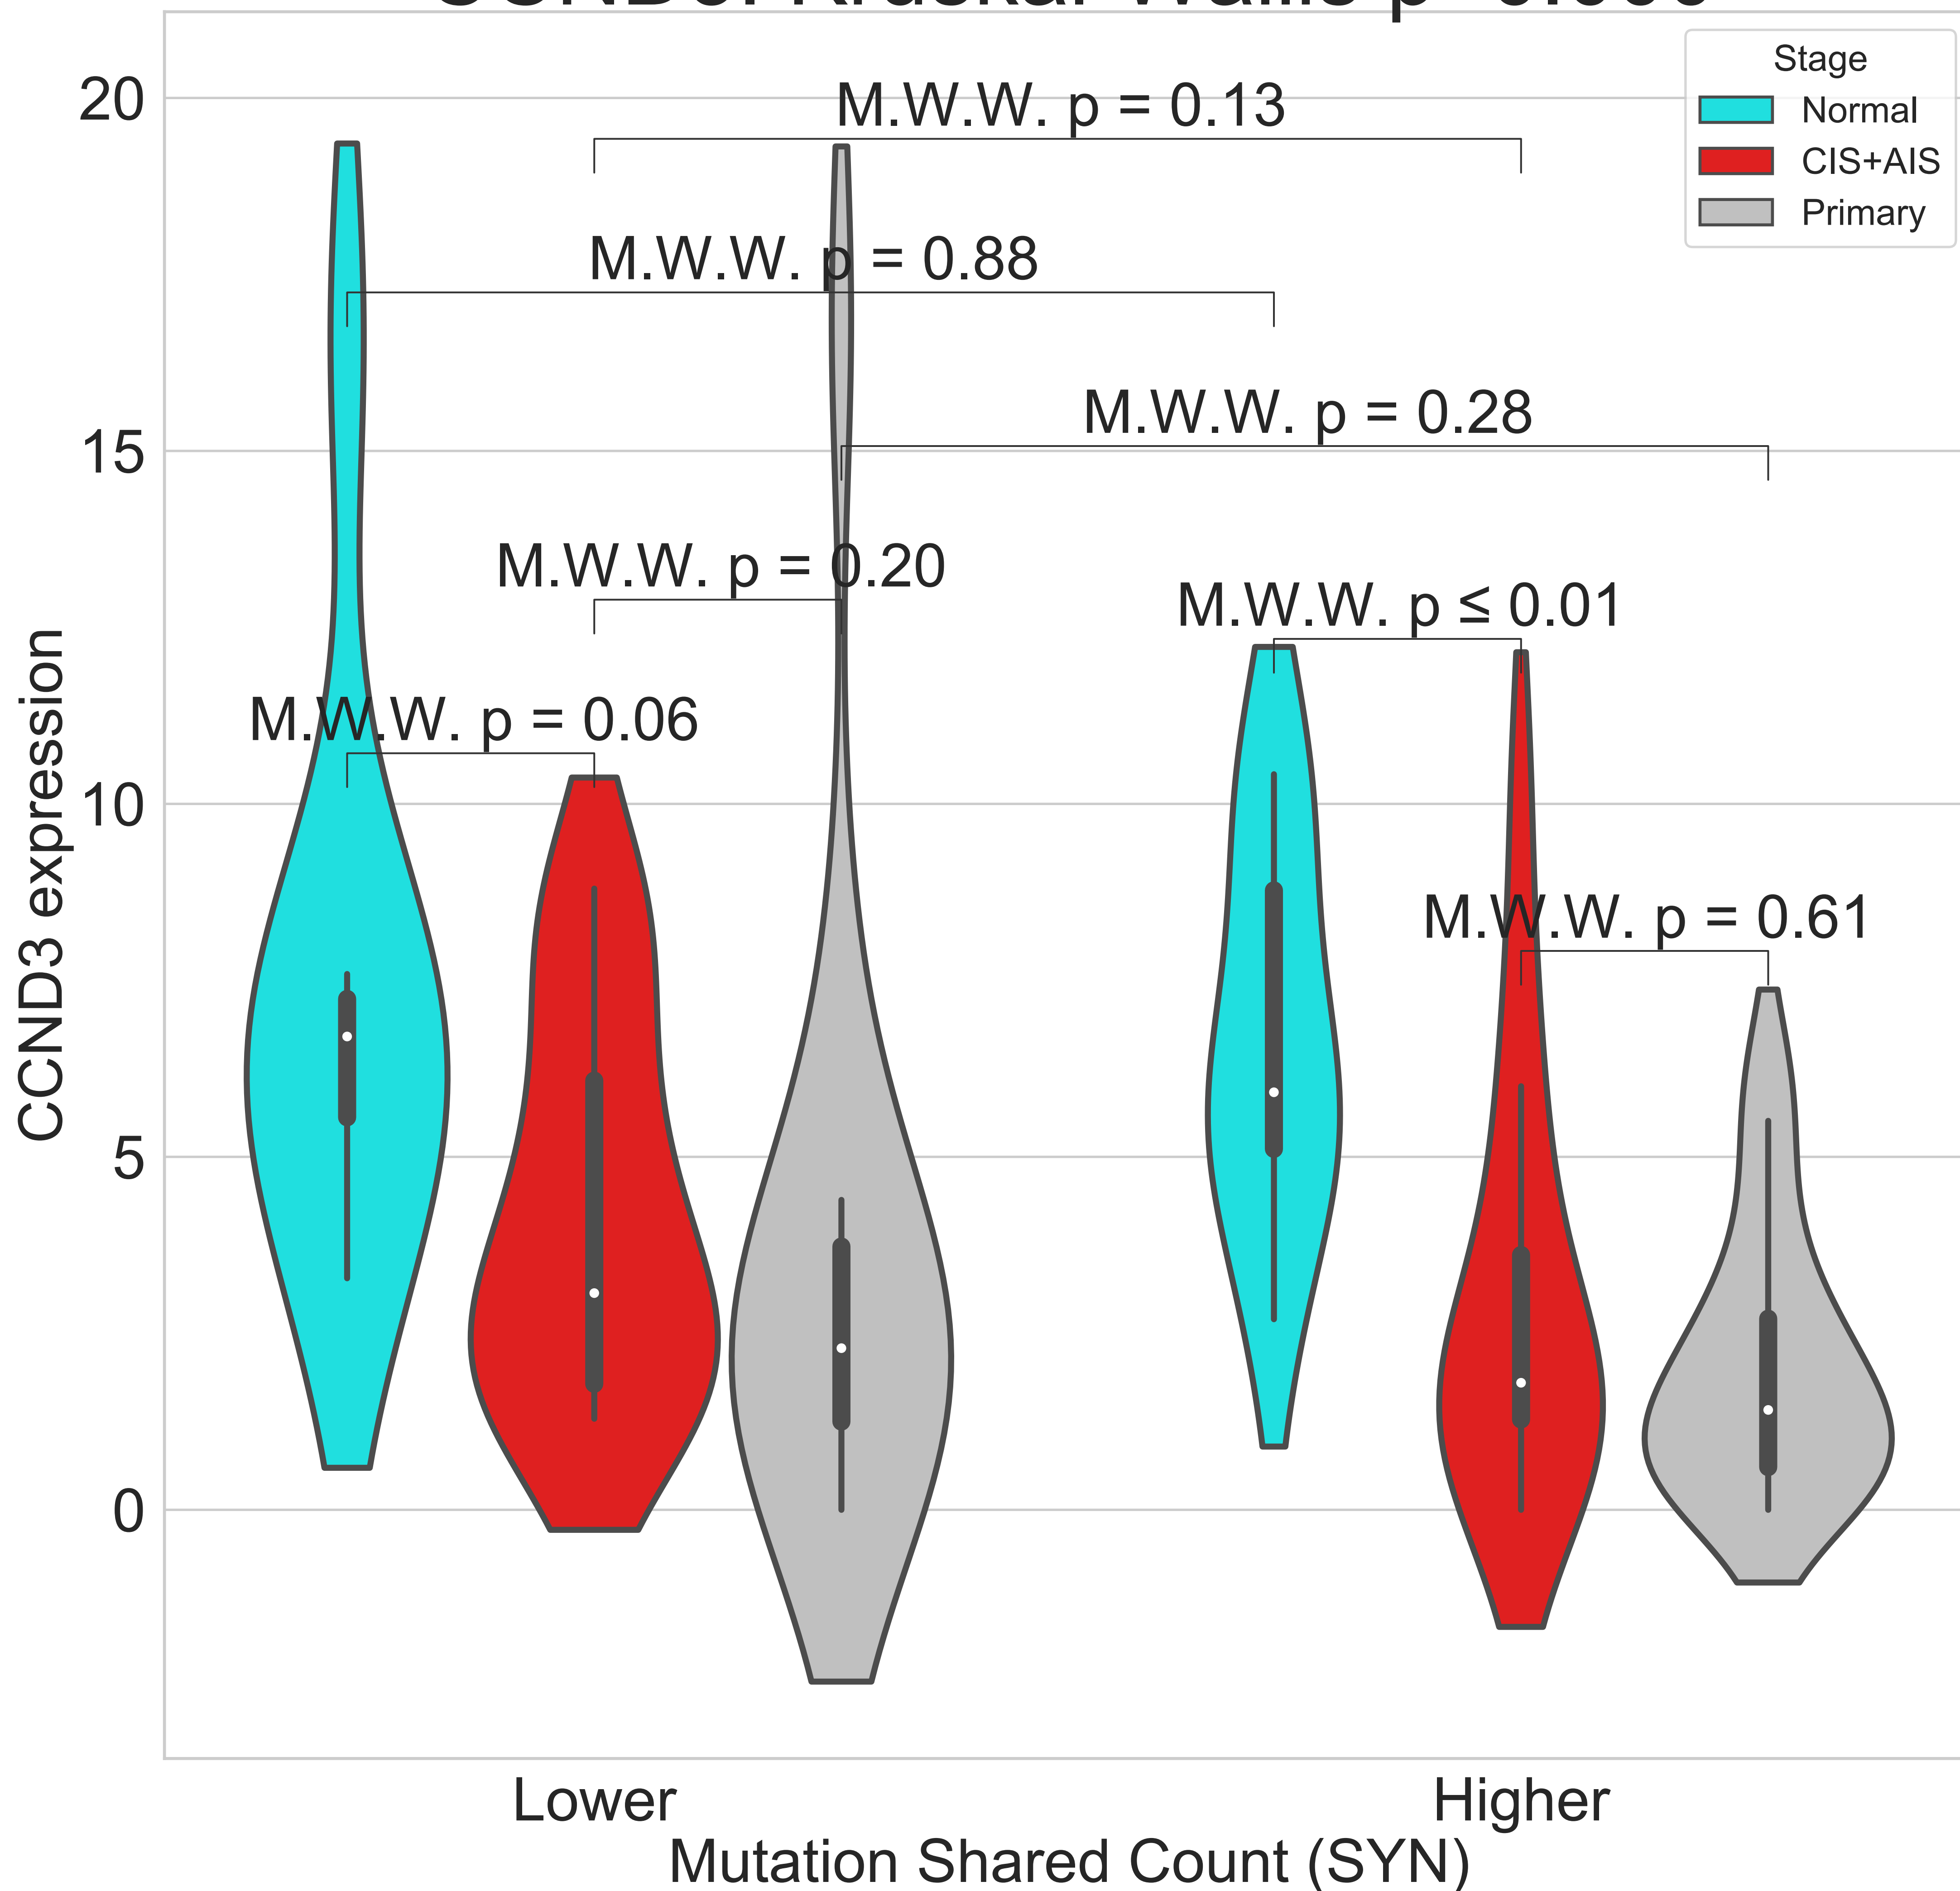 Stage
Normal
CIS+AIS
Primary
20
15
10
5
0
M.W.W. p = 0.13
M.W.W. p = 0.88
M.W.W. p = 0.28
M.W.W. p = 0.20
M.W.W. p ≤ 0.01
M.W.W. p = 0.06
M.W.W. p = 0.61
CCND3 expression
Lower
Higher
Mutation Shared Count (SYN)